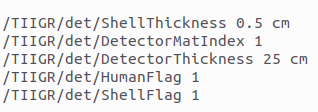 /TIIGR/det/ShellThickness 0.5 cm
/TIIGR/det/DetectorMatIndex 1
/TIIGR/det/DetectorThickness 25 cm
/TIIGR/det/HumanFlag 1
/TIIGR/det/ShellFlag 1